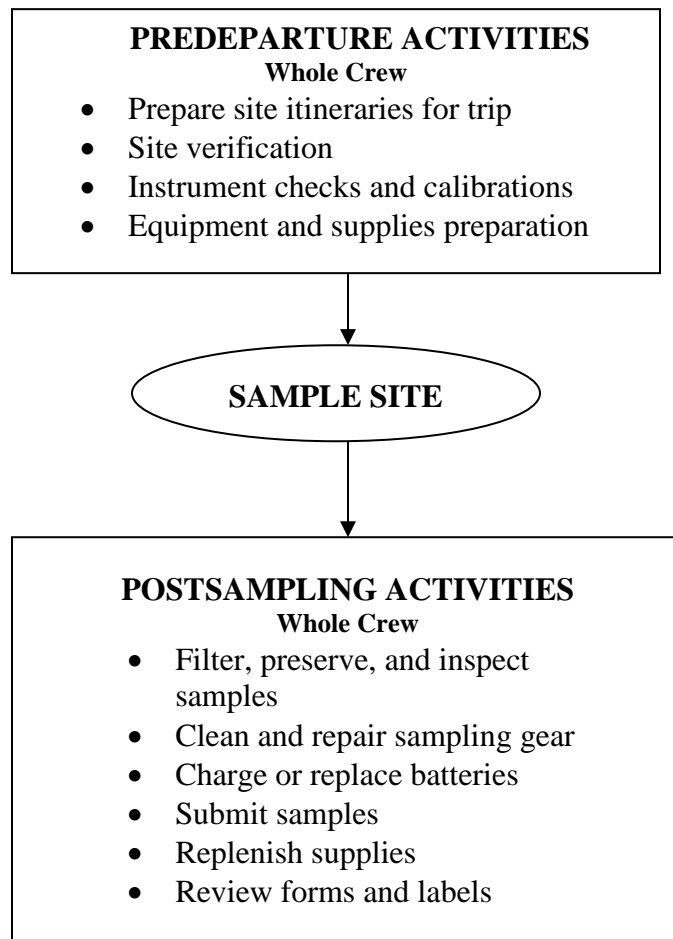 PREDEPARTURE ACTIVITIES
Whole Crew
• Prepare site itineraries for trip
• Site verification
• Instrument checks and calibrations
• Equipment and supplies preparation
SAMPLE SITE
POSTSAMPLING ACTIVITIES
Whole Crew
• Filter, preserve, and inspect
samples
• Clean and repair sampling gear
• Charge or replace batteries
• Submit samples
• Replenish supplies
• Review forms and labels